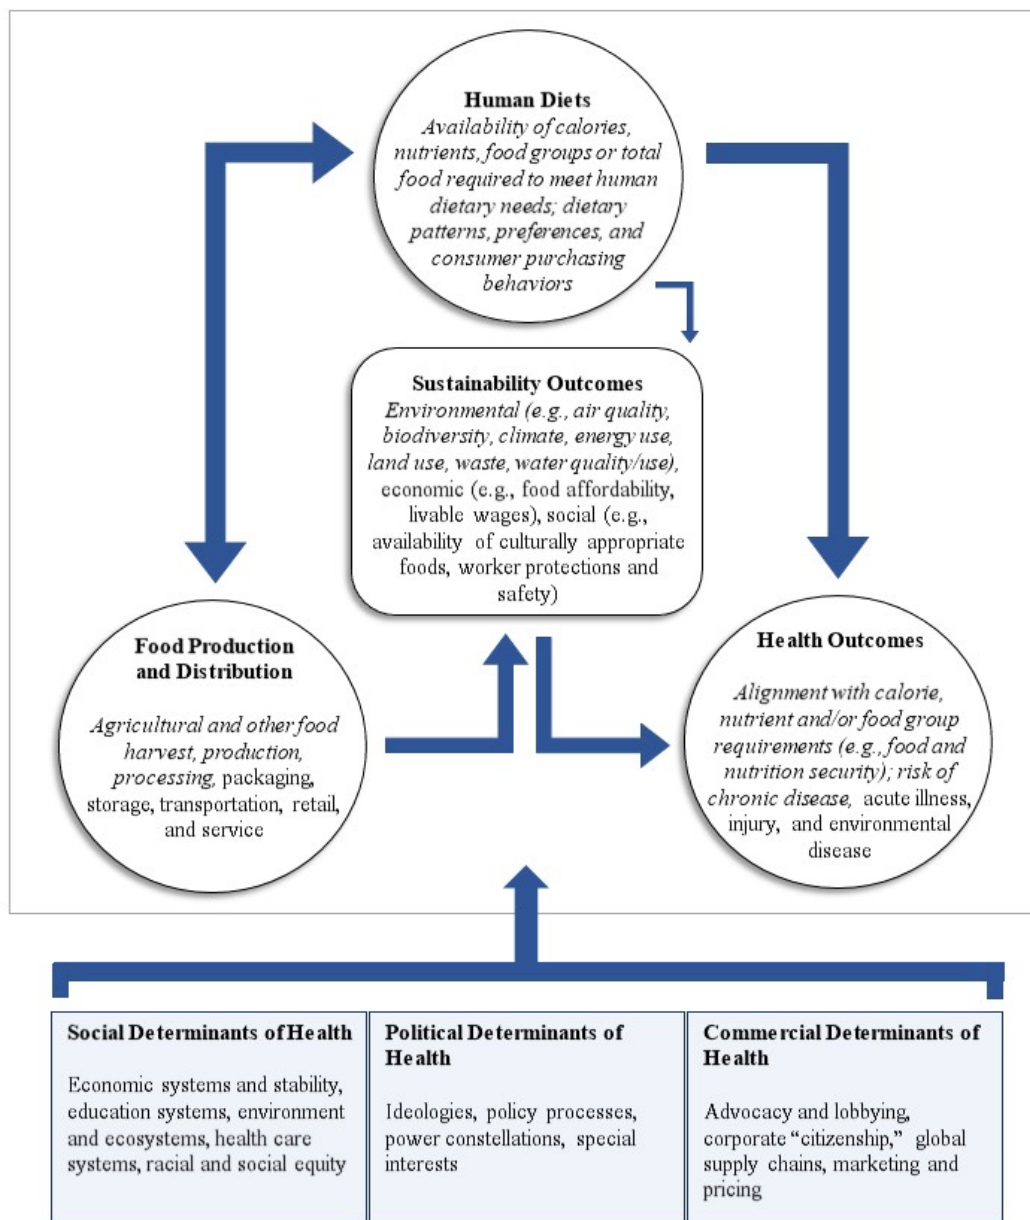 Human Diets
Availability of calories,
nutrients, food groups or total
food required to meet human
dietary needs; dietary
patterns, preferences, and
consumer purchasing
behaviors
Sustainability Outcomes
Environmental (e.g., air quality,
biodiversity, climate, energy use,
land use, waste, water quality/use),
economic (e.g., food affordability,
livable wages), social (e.g.,
availability of culturally appropriate
foods, worker protections and
safety)
Food Production
and Distribution
Agricultural and other food
harvest, production,
processing, packaging,
storage, transportation, retail,
and service
Health Outcomes
Alignment with calorie,
nutrient and/or food group
requirements (e.g., food and
nutrition security); risk of
chronic disease, acute illness,
injury, and environmental
disease
Social Determinants of Health
Economic systems and stability,
education systems, environment
and ecosystems, health care
systems, racial and social equity
Political Determinants of
Health
Ideologies, policy processes,
power constellations, special
interests
Commercial Determinants of
Health
Advocacy and lobbying,
corporate “citizenship,” global
supply chains, marketing and
pricing